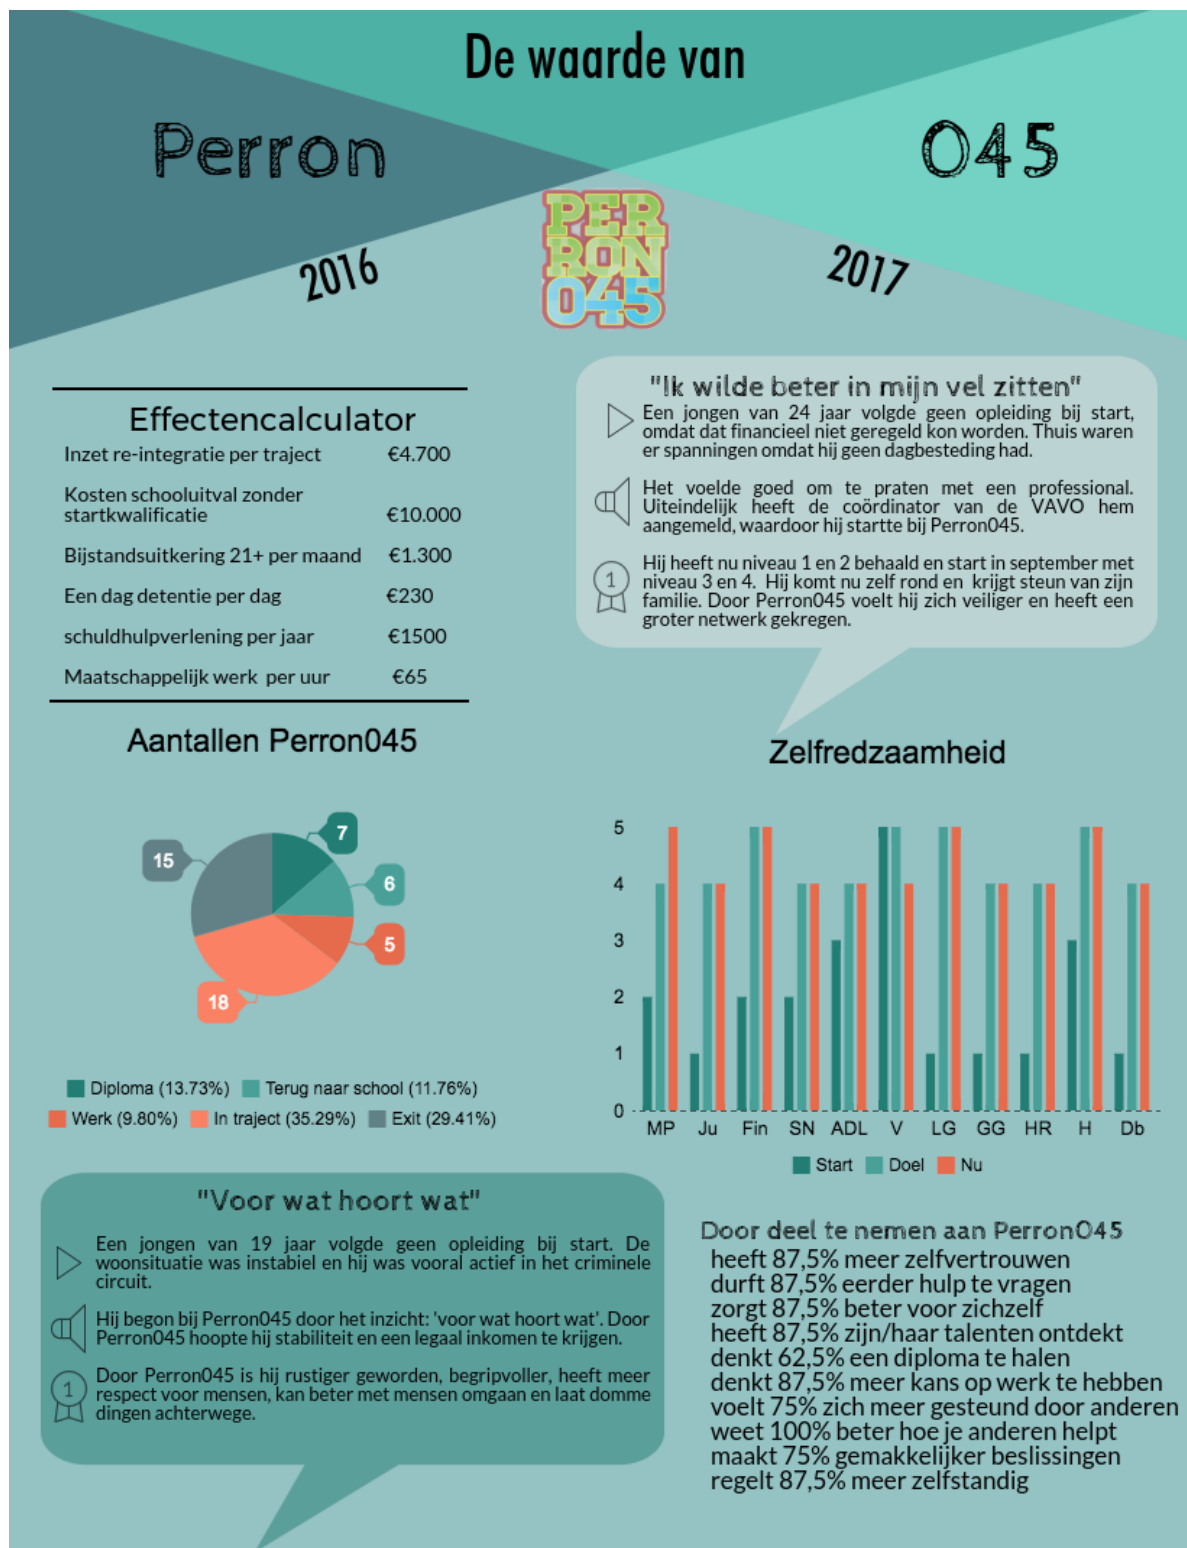 De waarde van
Perron 045
PER
RON
045
2016 2017
Effectencalculator
Inzet re-integratie per traject €4.700
Kosten schooluitval zonder
startkwalificatie €10.000
Bijstandsuitkering 21+ per maand €1.300
Een dag detentie per dag €230
schuldhulpverlening per jaar €1500
Maatschappelijk werk per uur €65
"Ik wilde beter in mijn vel zitten"
Een jongen van 24 jaar volgde geen opleiding bij start,
omdat dat financieel niet geregeld kon worden. Thuis waren
er spanningen omdat hij geen dagbesteding had.
Het voelde goed om te praten met een professional.
Uiteindelijk heeft de coördinator van de VAVO hem
aangemeld, waardoor hij startte bij Perron045.
1
Hij heeft nu niveau 1 en 2 behaald en start in september met
niveau 3 en 4. Hij komt nu zelf rond en krijgt steun van zijn
familie. Door Perron045 voelt hij zich veiliger en heeft een
groter netwerk gekregen.
Aantallen Perron045
7
15
6
5
18
Diploma (13.73%) Terug naar school (11.76%)
Werk (9.80%) In traject (35.29%) Exit (29.41%)
Zelfredzaamheid
5
4
3
2
1
0
MP Ju Fin SN ADL V LG GG HR H Db
Start Doel Nu
"Voor wat hoort wat"
Een jongen van 19 jaar volgde geen opleiding bij start. De
woonsituatie was instabiel en hij was vooral actief in het criminele
circuit.
Hij begon bij Perron045 door het inzicht: 'voor wat hoort wat'. Door
Perron045 hoopte hij stabiliteit en een legaal inkomen te krijgen.
1
Door Perron045 is hij rustiger geworden, begripvoller, heeft meer
respect voor mensen, kan beter met mensen omgaan en laat domme
dingen achterwege.
Door deel te nemen aan Perron045
heeft 87,5% meer zelfvertrouwen
durft 87,5% eerder hulp te vragen
zorgt 87,5% beter voor zichzelf
heeft 87,5% zijn/haar talenten ontdekt
denkt 62,5% een diploma te halen
denkt 87,5% meer kans op werk te hebben
voelt 75% zich meer gesteund door anderen
weet 100% beter hoe je anderen helpt
maakt 75% gemakkelijker beslissingen
regelt 87,5% meer zelfstandig